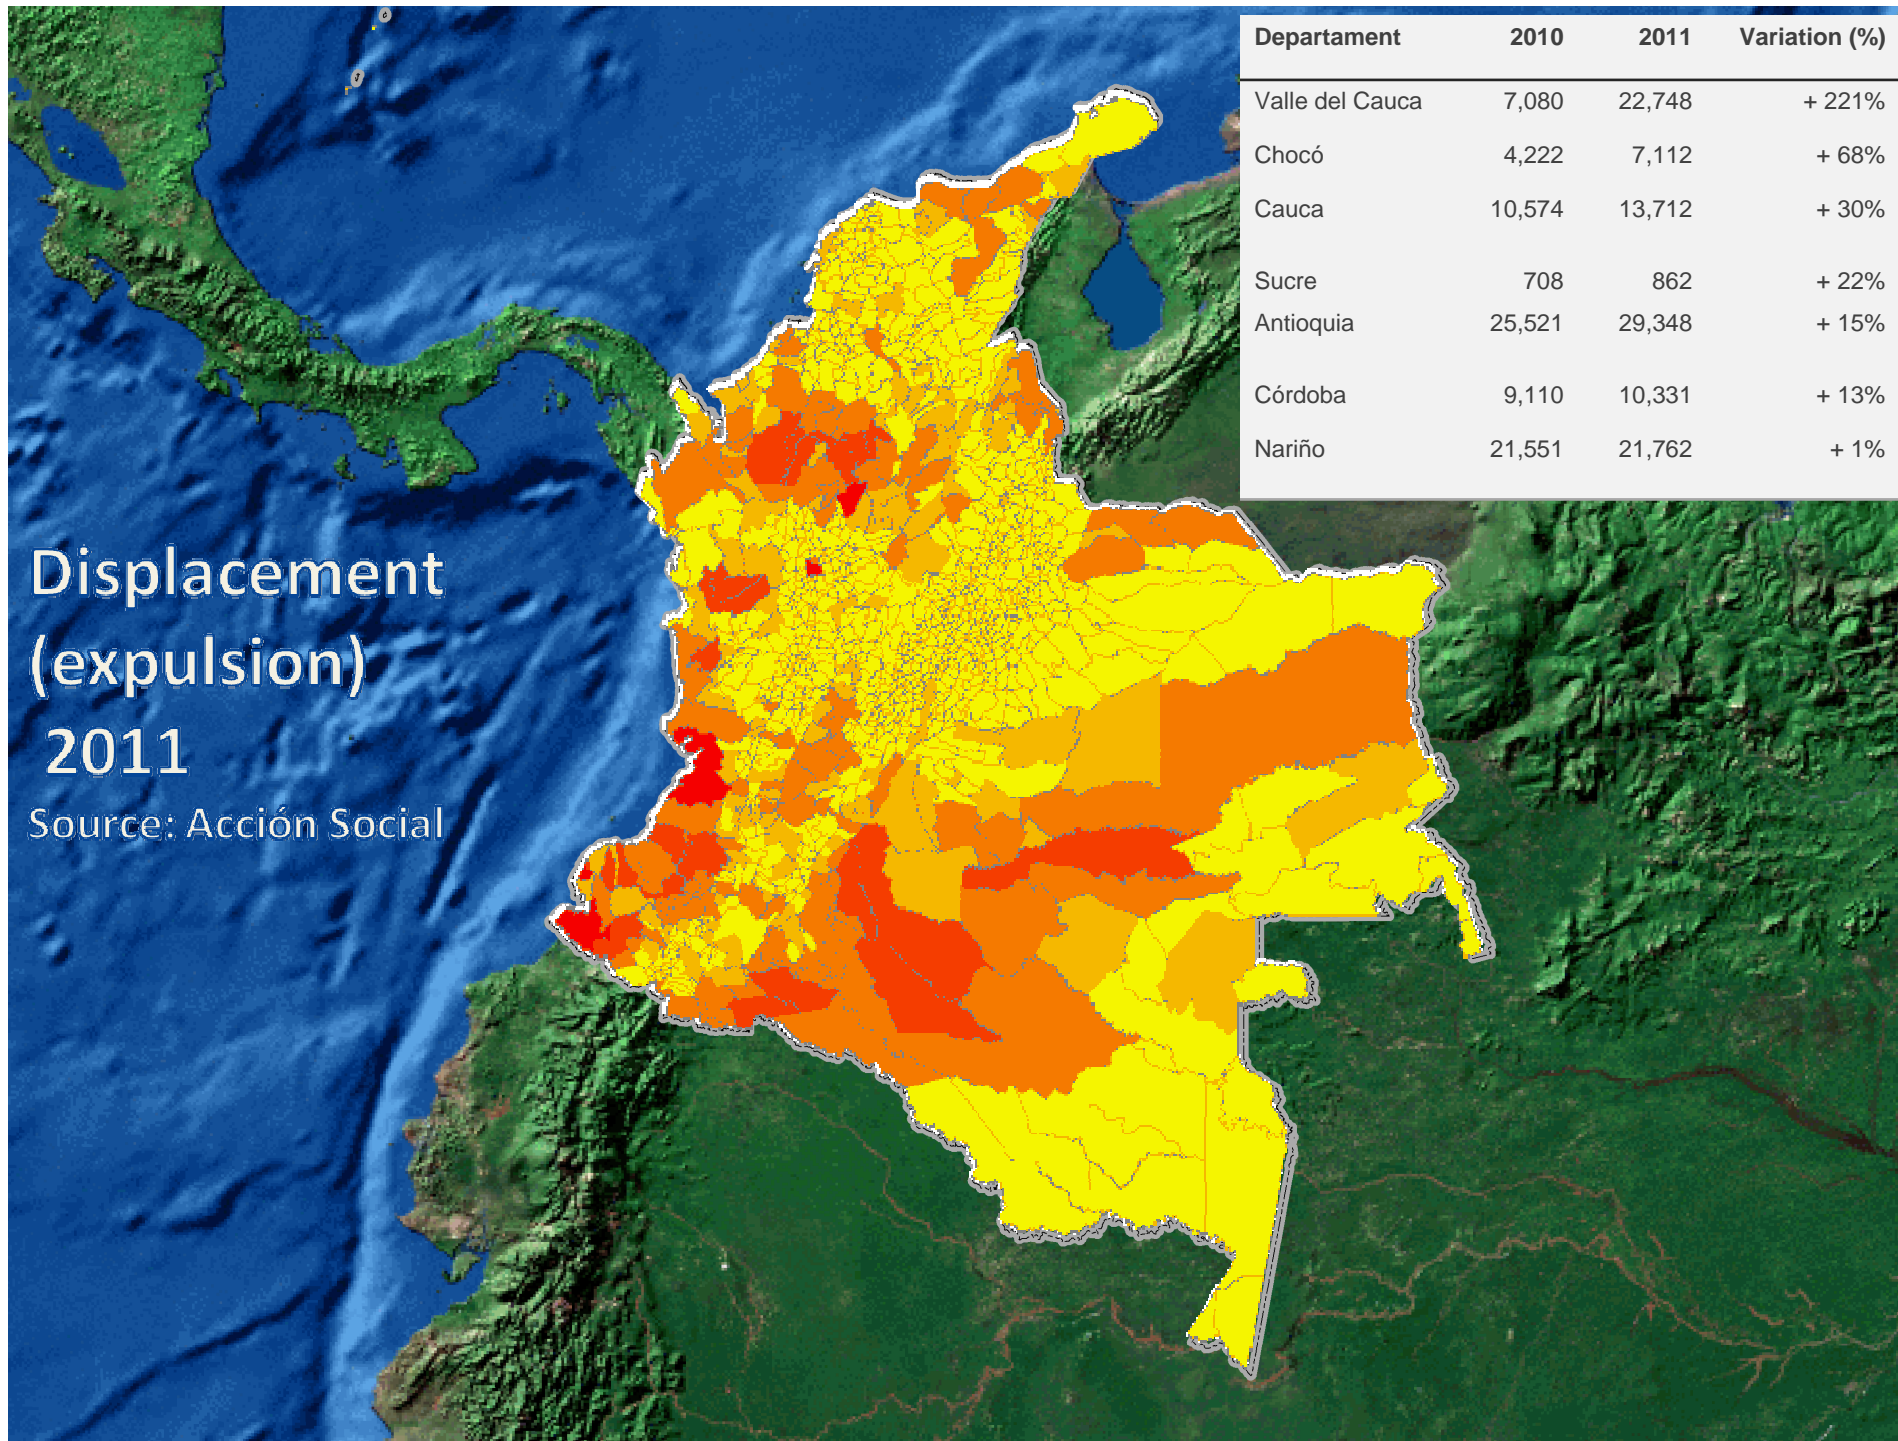 Departament 2010 2011 Variation (%)
Valle del Cauca 7,080 22,748 + 221%
Chocó 4,222 7,112 + 68%
Cauca 10,574 13,712 + 30%
Sucre 708 862 + 22%
Antioquia 25,521 29,348 + 15%
Córdoba 9,110 10,331 + 13%
Nariño 21,551 21,762 + 1%
Displacement
(expulsion)
2011
Source: Acción Social